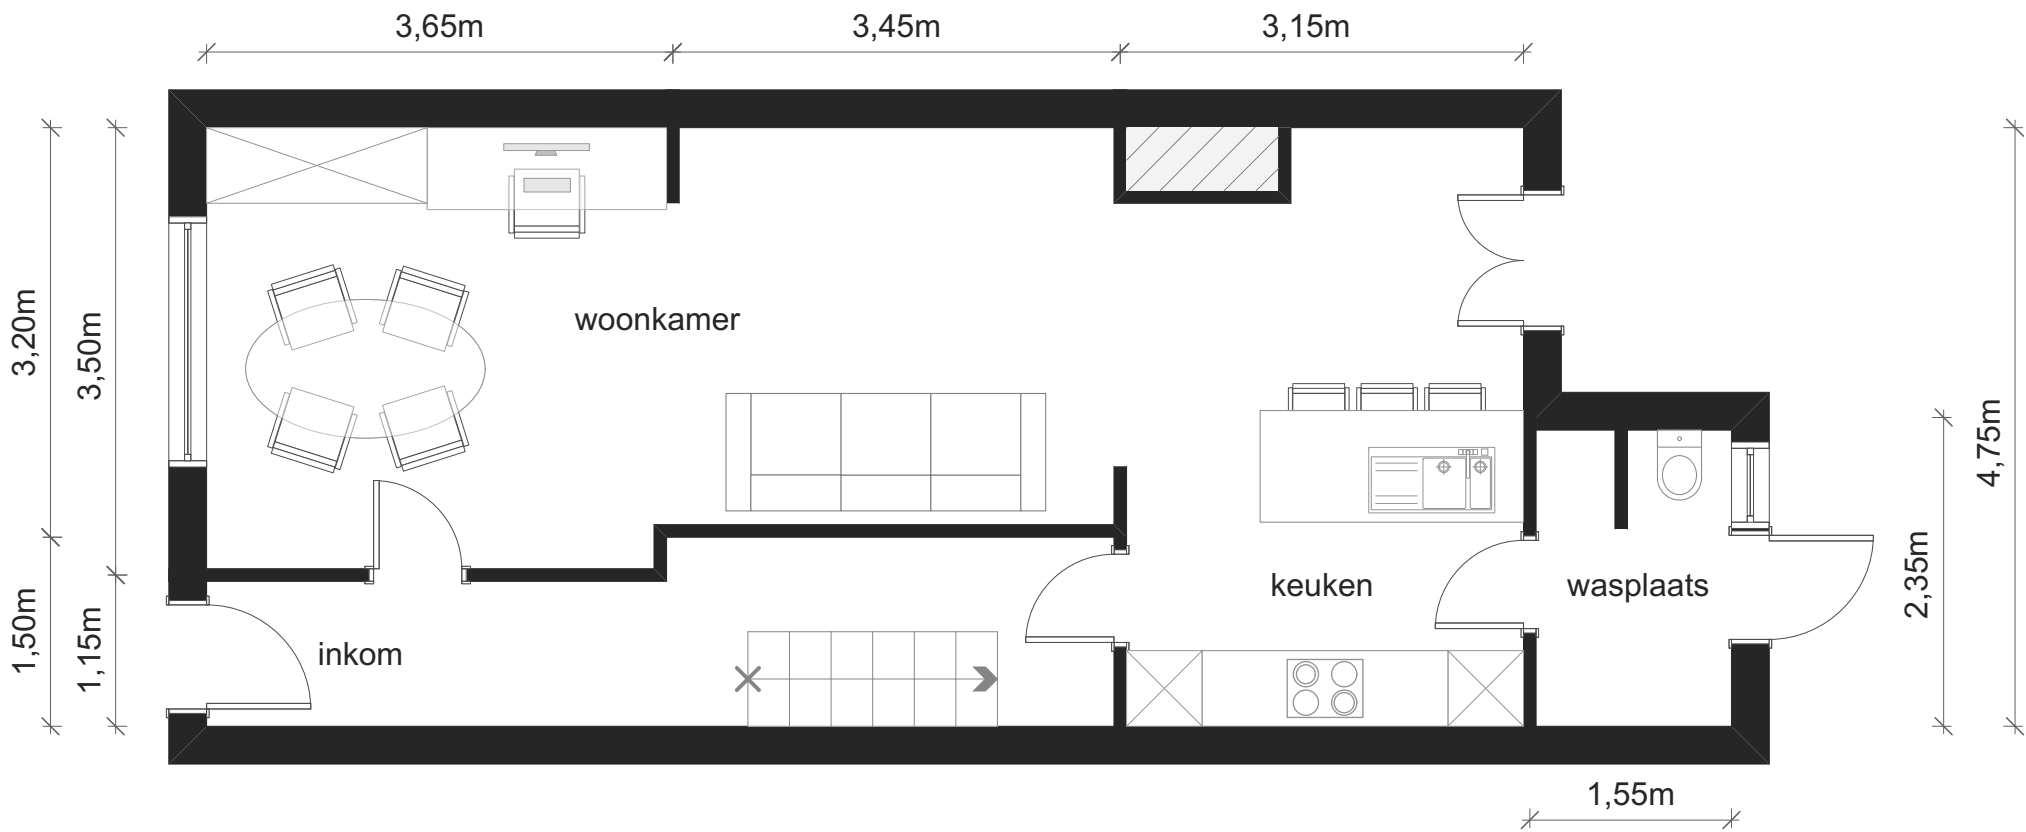 3,65m
3,45m
3,15m
3,20m
3,50m
woonkamer
4,75m
2,35m
1,50m
1,15m
inkom
keuken
wasplaats
1,55m